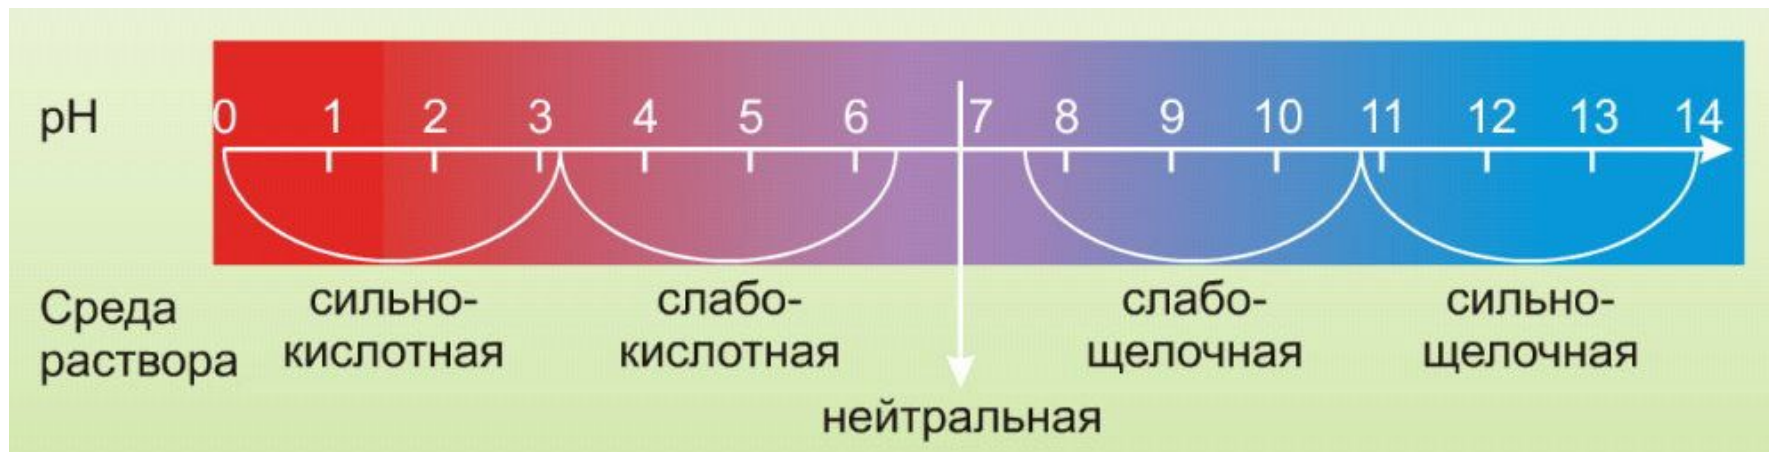 pH 0 1 2 3 4 5 6 7 8 9 10 11 12 13 14
Среда раствора
сильно-
кислотная
слабо-
кислотная
нейтральная
слабо-
щелочная
сильно-
щелочная